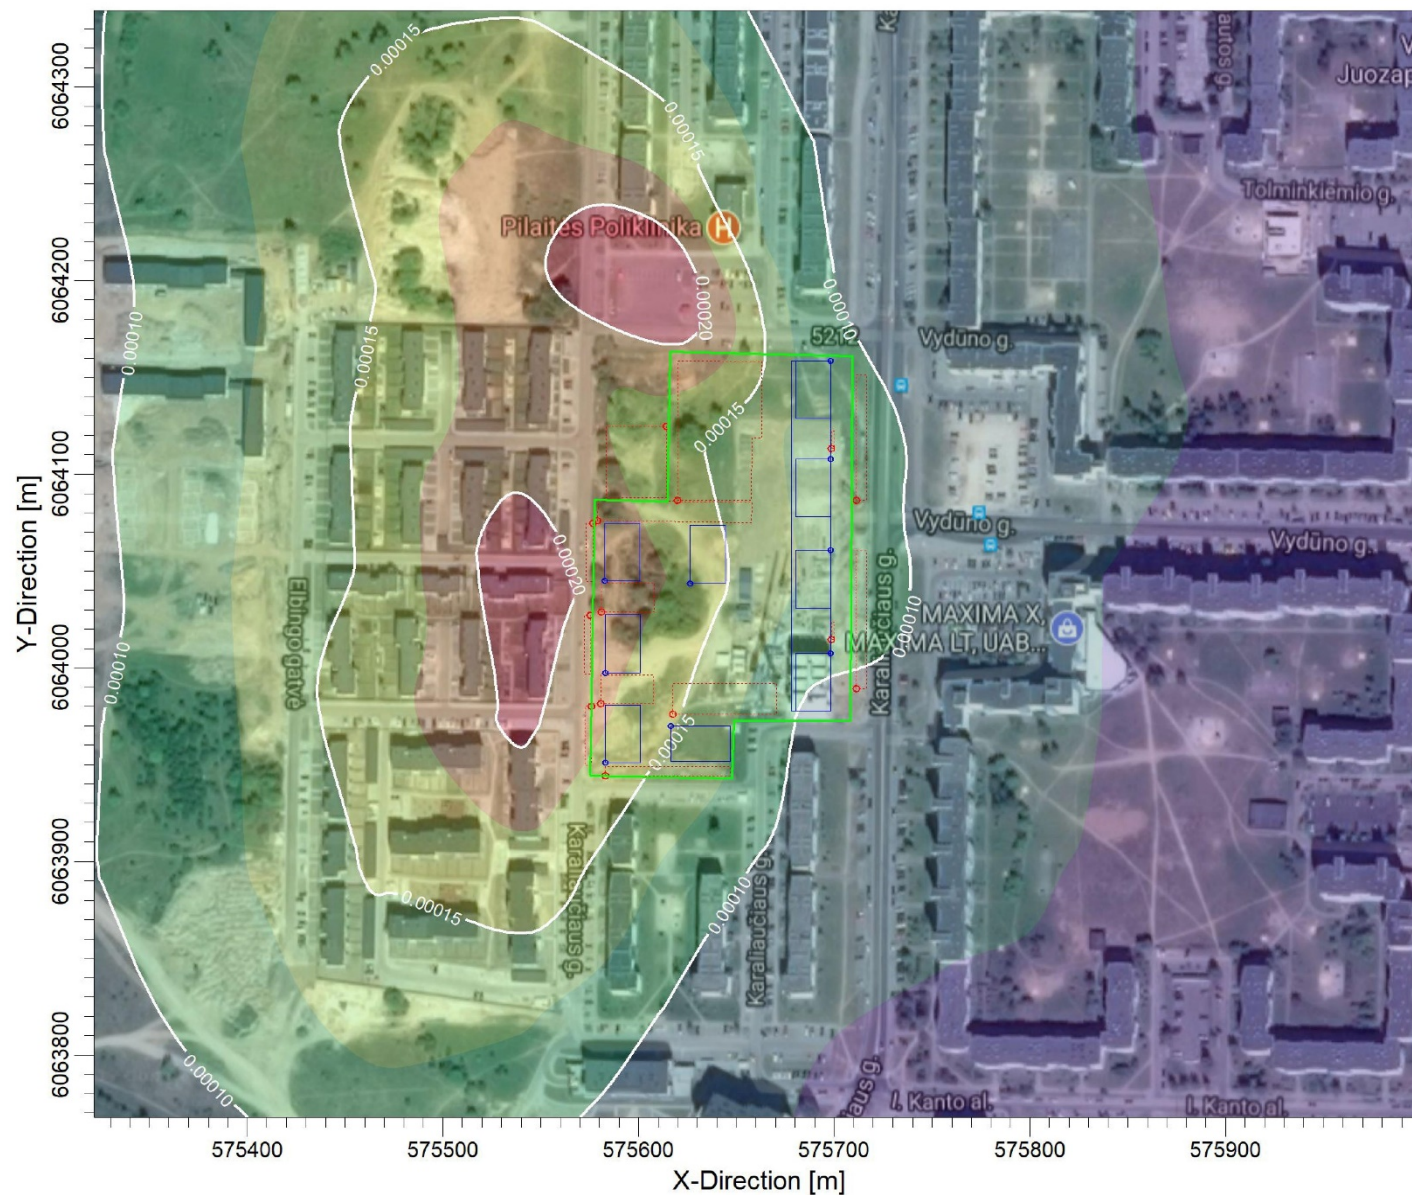 0.00015
Ka
autos g.
V
Juozap
6064300
0.00015
Tolminkiemio g.
Pilaitės Poliklinika
H
6064200
0.00020
0.00010
0.00010
0.00015
5212
Vydūno g.
0.00015
6064100
Y-Direction [m]
Vydūno g.
Vydūno g.
0.00020
Elbingo gatvė
Karaliaučiaus g.
MAXIMA X,
MAXIMA LT, UAB...
0.00010
6064000
0.00010
0.00015
6063900
Karaliaučiaus g.
Karaliaučiaus g.
0.00010
0.00015
6063800
0.00010
iaus g.
I. Kanto al.
I. Kanto al.
575400
575500
575600
575700
575800
575900
X-Direction [m]